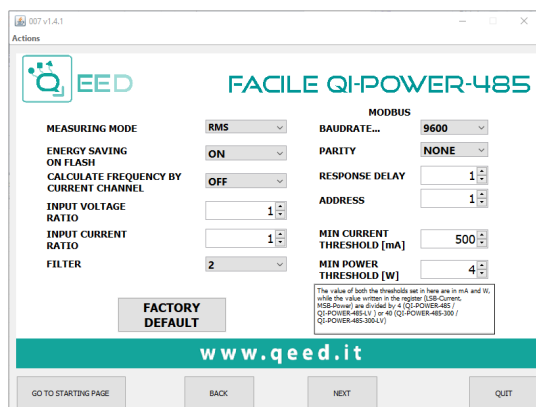 007 v1.4.1
Actions
QEED
FACILE QI-POWER-485
MODBUS
MEASURING MODE
RMS
BAUDRATE...
9600
ENERGY SAVING
ON FLASH
ON
PARITY
NONE
CALCULATE FREQUENCY BY
CURRENT CHANNEL
OFF
RESPONSE DELAY
1
INPUT VOLTAGE
RATIO
1
ADDRESS
1
INPUT CURRENT
RATIO
1
MIN CURRENT
THRESHOLD [mA]
500
FILTER
2
MIN POWER
THRESHOLD [W]
4
The value of both the thresholds set in here are in mA and W,
while the value written in the register (LSB-Current,
MSB-Power) are divided by 4 (QI-POWER-485 /
QI-POWER-485-LV ) or 40 (QI-POWER-485-300 /
QI-POWER-485-300-LV)
FACTORY
DEFAULT
www.qeed.it
GO TO STARTING PAGE
BACK
NEXT
QUIT